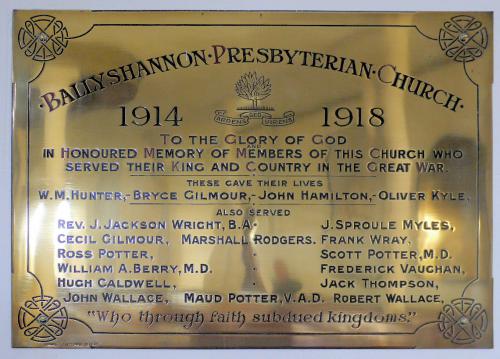 ·BALLYSHANNON·PRESBYTERIAN·CHURCH·
1914 ARDENS SED VIRENS 1918
TO THE GLORY OF GOD
AND
IN HONOURED MEMORY OF MEMBERS OF THIS CHURCH WHO
SERVED THEIR KING AND COUNTRY IN THE GREAT WAR.
THESE GAVE THEIR LIVES
W.M.HUNTER,-BRYCE GILMOUR,-JOHN HAMILTON,-OLIVER KYLE,
ALSO SERVED
REV. J. JACKSON WRIGHT, B.A. J. SPROULE MYLES,
CECIL GILMOUR, MARSHALL RODGERS. FRANK WRAY,
ROSS POTTER, SCOTT POTTER, M.D.
WILLIAM A. BERRY, M.D. FREDERICK VAUGHAN,
HUGH CALDWELL, JACK THOMPSON,
JOHN WALLACE, MAUD POTTER, V.A.D. ROBERT WALLACE,
"Who through faith subdued kingdoms."